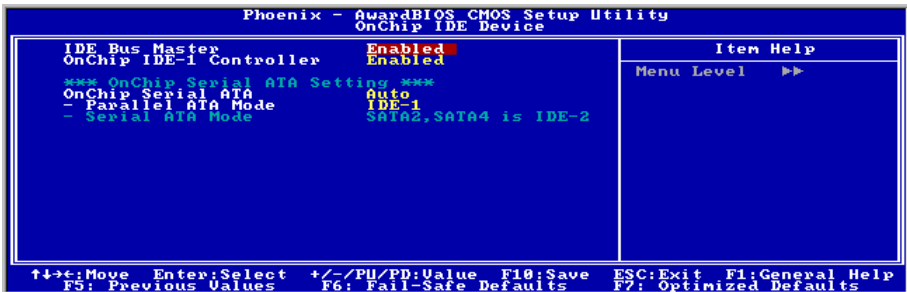 Phoenix - AwardBIOS CMOS Setup Utility
OnChip IDE Device
IDE Bus Master Enabled
OnChip IDE-1 Controller Enabled
*** OnChip Serial ATA Setting ***
OnChip Serial ATA Auto
- Parallel ATA Mode IDE-1
- Serial ATA Mode SATA2,SATA4 is IDE-2
Item Help
Menu Level ►►
↑↓→←:Move Enter:Select +/-/PU/PD:Value F10:Save ESC:Exit F1:General Help
F5: Previous Values F6: Fail-Safe Defaults F7: Optimized Defaults